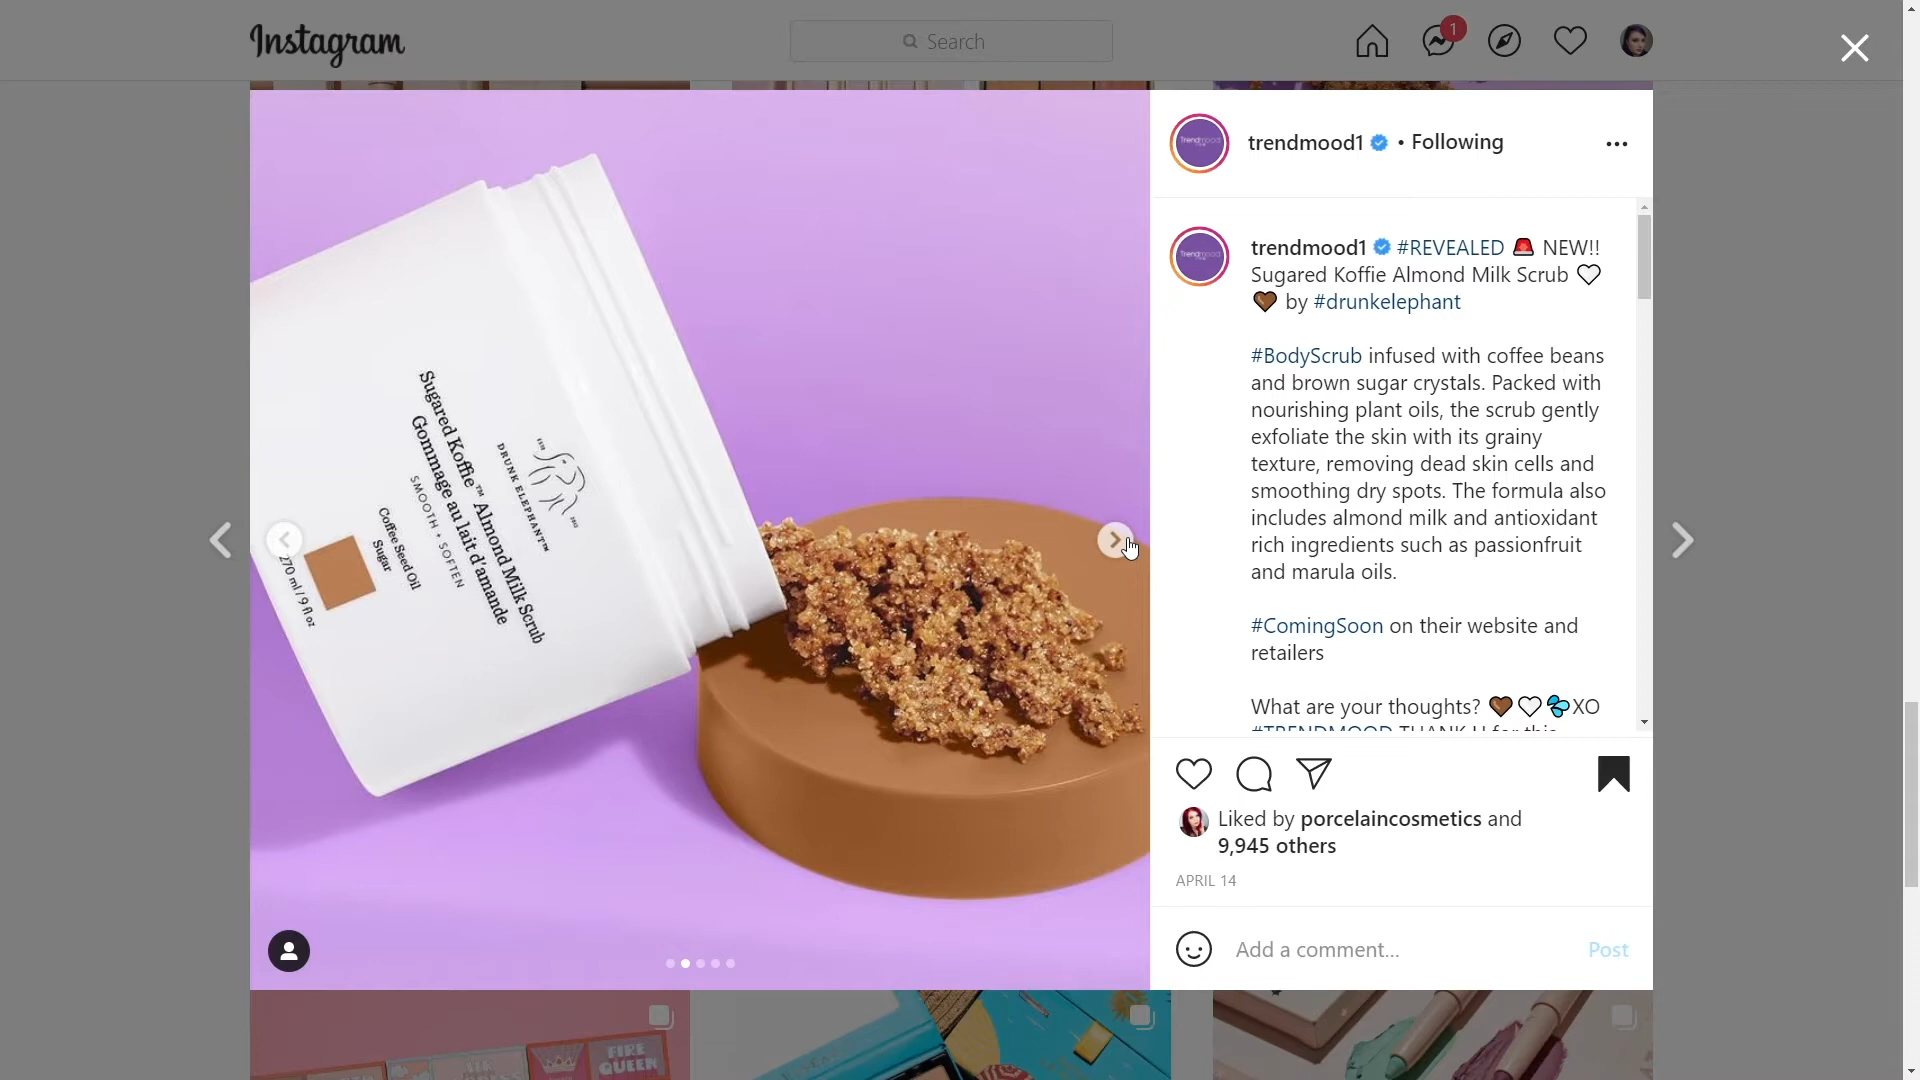 Instagram
Search
1
trendmood1 • Following
trendmood1 #REVEALED NEW!!
Sugared Koffie Almond Milk Scrub
by #drunkelephant
#BodyScrub infused with coffee beans
and brown sugar crystals. Packed with
nourishing plant oils, the scrub gently
exfoliate the skin with its grainy
texture, removing dead skin cells and
smoothing dry spots. The formula also
includes almond milk and antioxidant
rich ingredients such as passionfruit
and marula oils.
#ComingSoon on their website and
retailers
What are your thoughts? XO
#TRENDMOOD THANK U for this
Liked by porcelaincosmetics and
9,945 others
APRIL 14
Add a comment... Post
DRUNK ELEPHANT™
Sugared Koffie™ Almond Milk Scrub
Gommage au lait d'amande
SMOOTH + SOFTEN
Coffee Seed Oil
Sugar
270 ml / 9 fl oz
FIRE
QUEEN